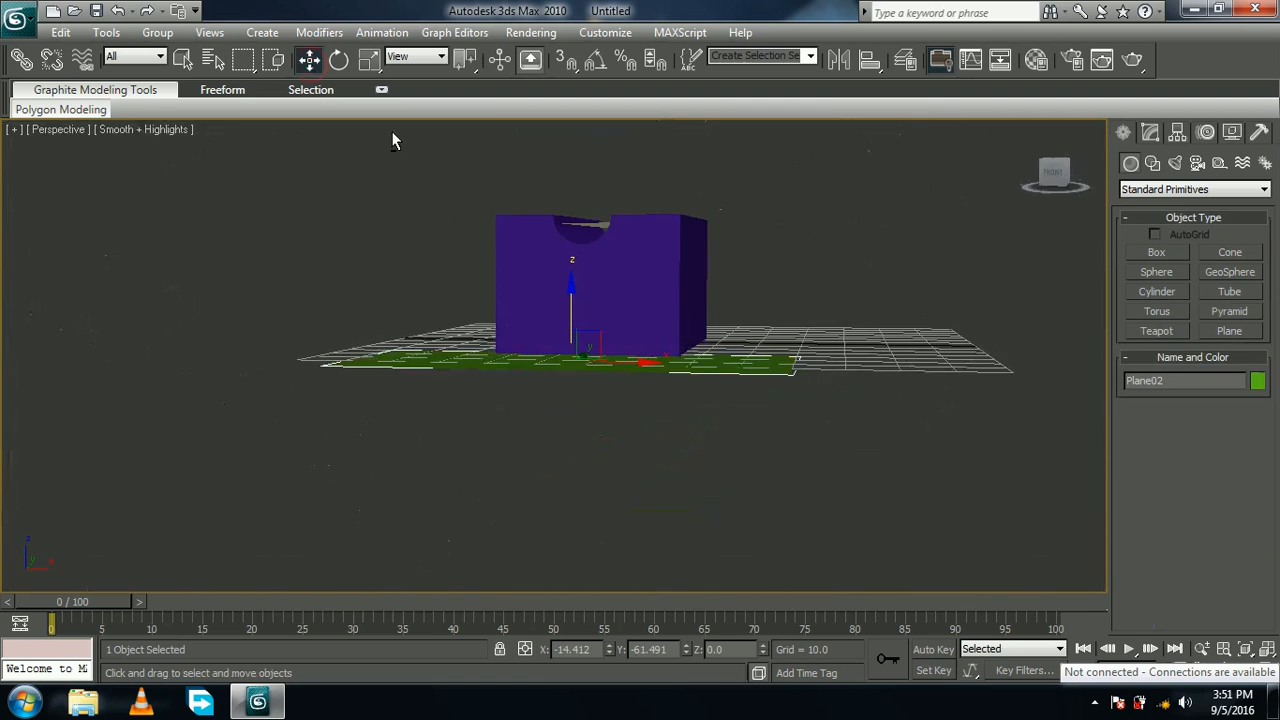 Autodesk 3ds Max 2010 Untitled
Type a keyword or phrase
Edit Tools Group Views Create Modifiers Animation Graph Editors Rendering Customize MAXScript Help
All View 3 Create Selection Se
Graphite Modeling Tools Freeform Selection
Polygon Modeling
[ + ] [ Perspective ] [ Smooth + Highlights ]
FRONT
Standard Primitives
- Object Type
AutoGrid
Box Cone
Sphere GeoSphere
Cylinder Tube
Torus Pyramid
Teapot Plane
- Name and Color
Plane02
z
y
x
z
y x
< 0 / 100 >
0 5 10 15 20 25 30 35 40 45 50 55 60 65 70 75 80 85 90 95 100
1 Object Selected X: -14.412 Y: -61.491 Z: 0.0 Grid = 10.0 Auto Key Selected
Welcome to M Click and drag to select and move objects Add Time Tag Set Key Key Filters...
Not connected - Connections are available
3:51 PM
9/5/2016